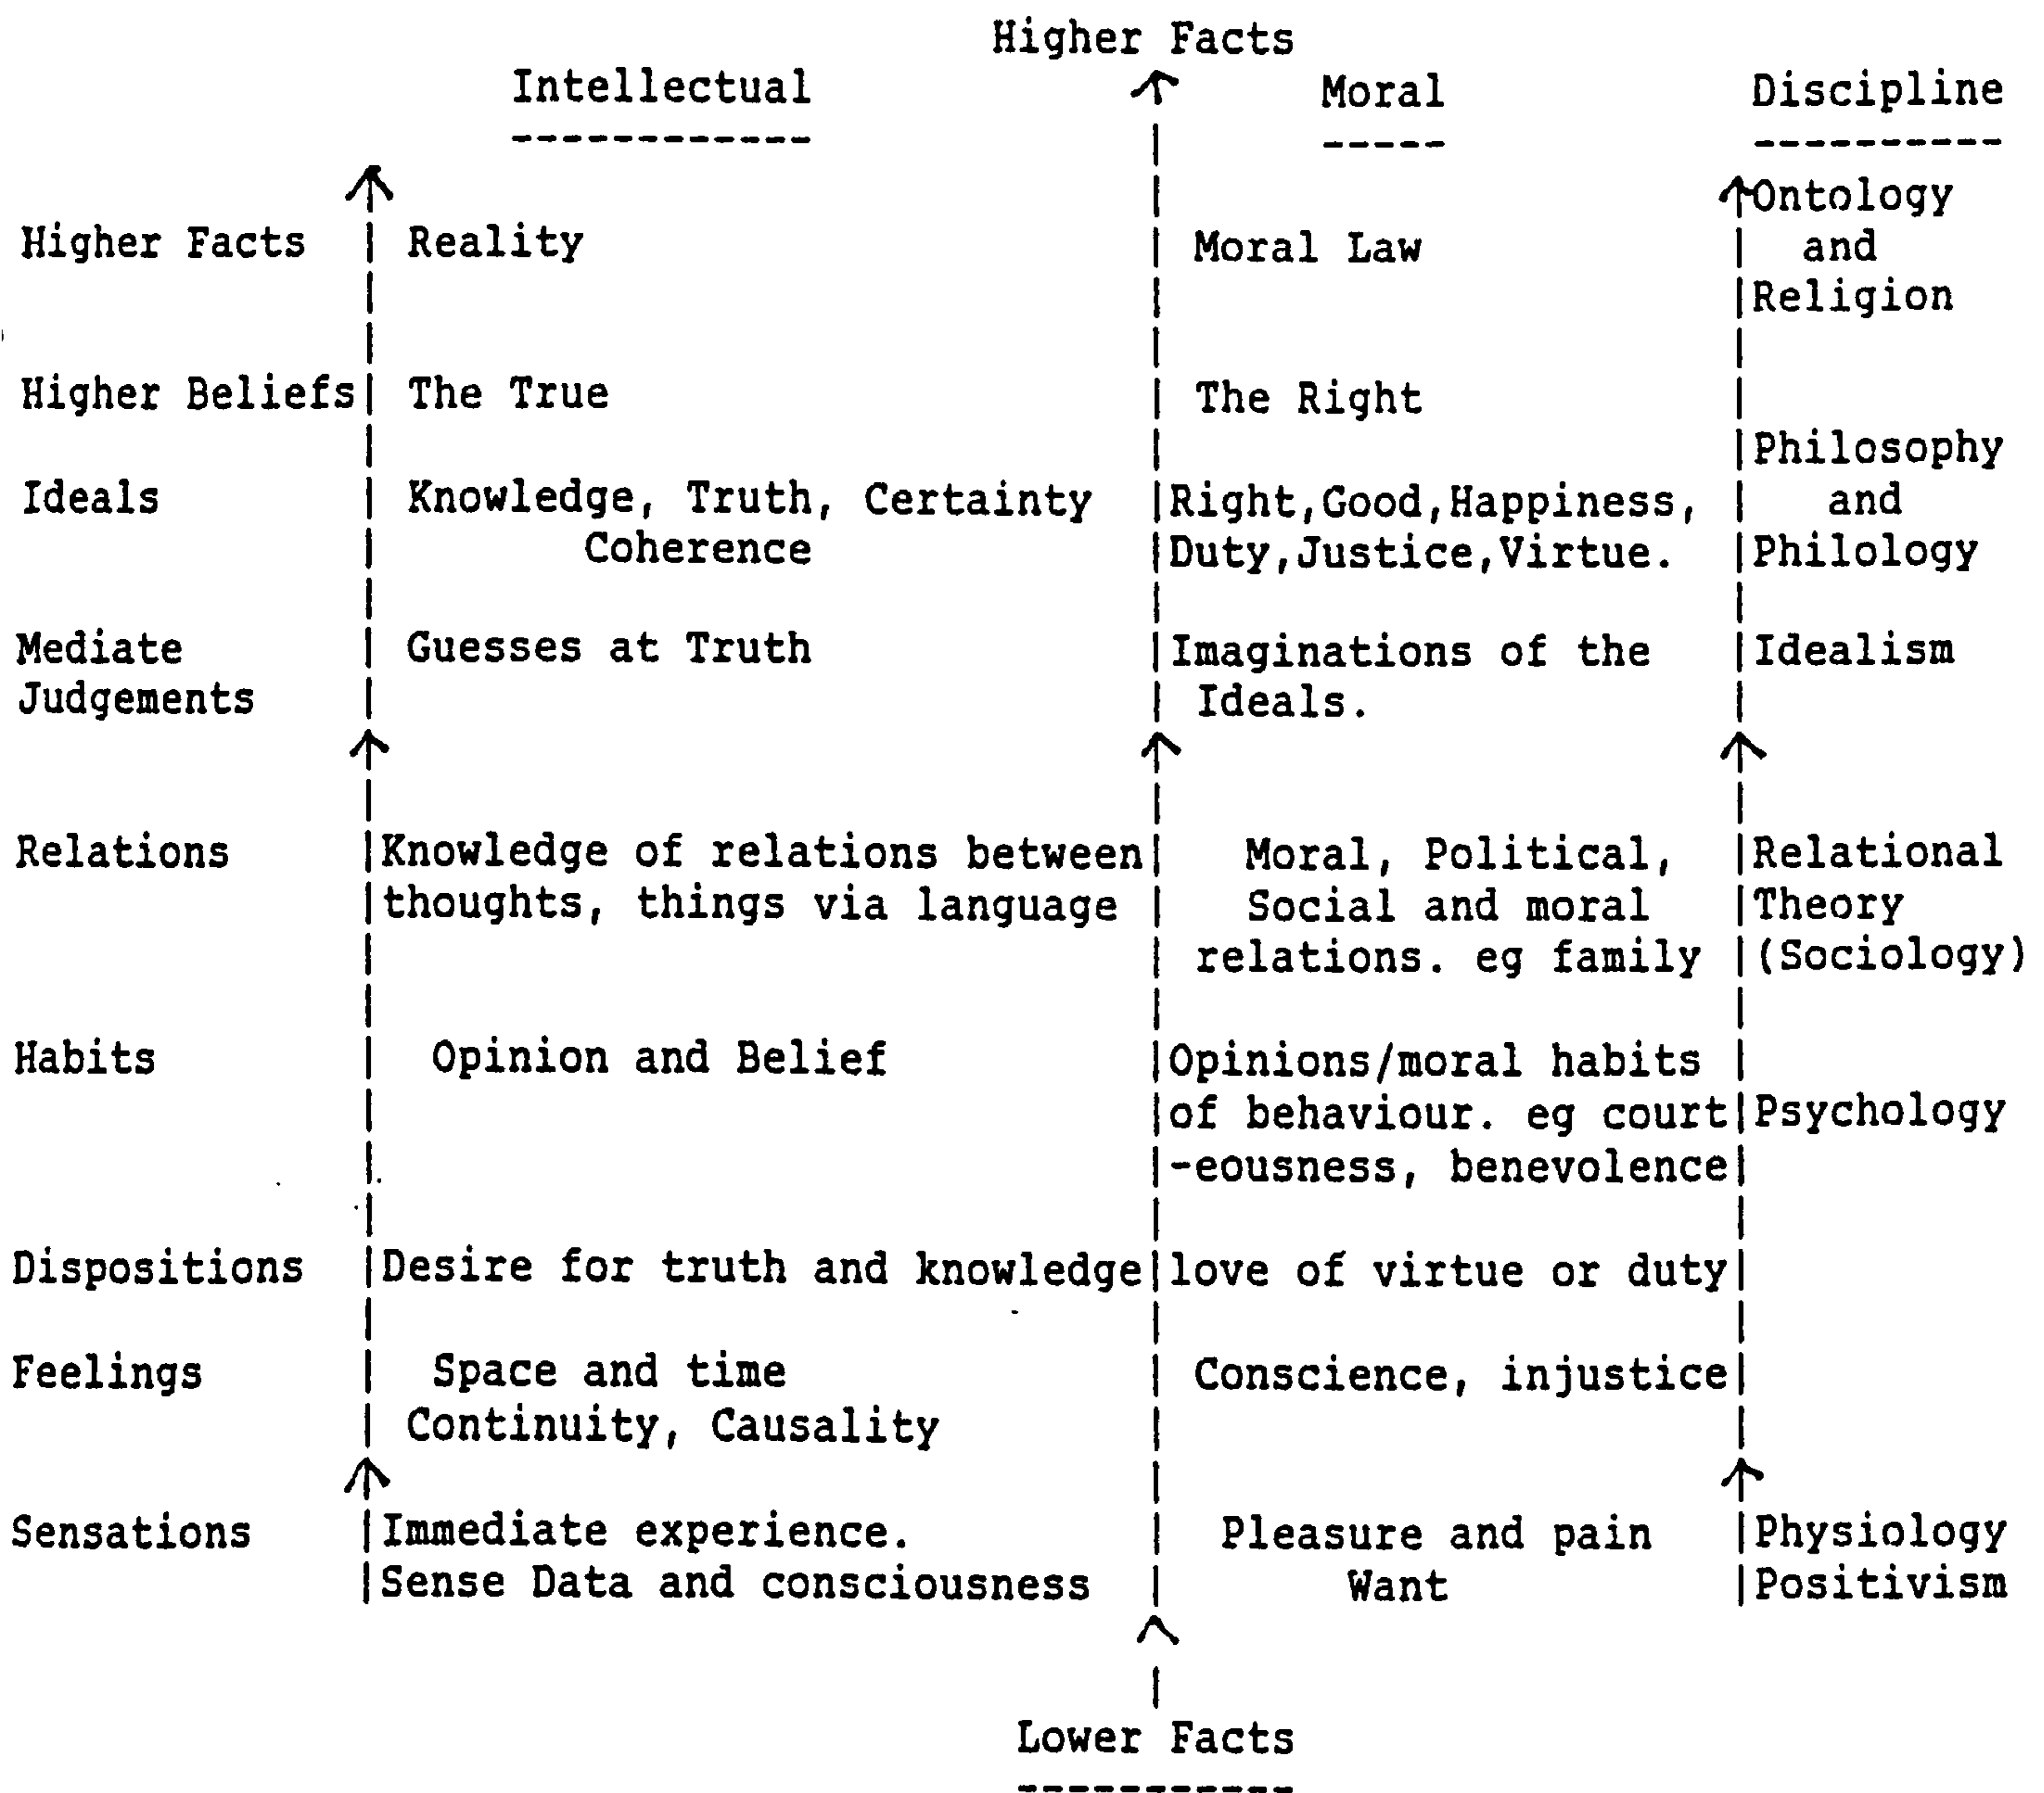 Higher Facts
Intellectual Moral Discipline
Ontology
Higher Facts Reality Moral Law and
Religion
Higher Beliefs The True The Right
Philosophy
Ideals Knowledge, Truth, Certainty Right,Good,Happiness, and
Coherence Duty,Justice,Virtue. Philology
Mediate Guesses at Truth Imaginations of the Idealism
Judgements Ideals.
Relations Knowledge of relations between Moral, Political, Relational
thoughts, things via language Social and moral Theory
relations. eg family (Sociology)
Habits Opinion and Belief Opinions/moral habits
of behaviour. eg court Psychology
-eousness, benevolence
Dispositions Desire for truth and knowledge love of virtue or duty
Feelings Space and time Conscience, injustice
Continuity, Causality
Sensations Immediate experience. Pleasure and pain Physiology
Sense Data and consciousness Want Positivism
Lower Facts